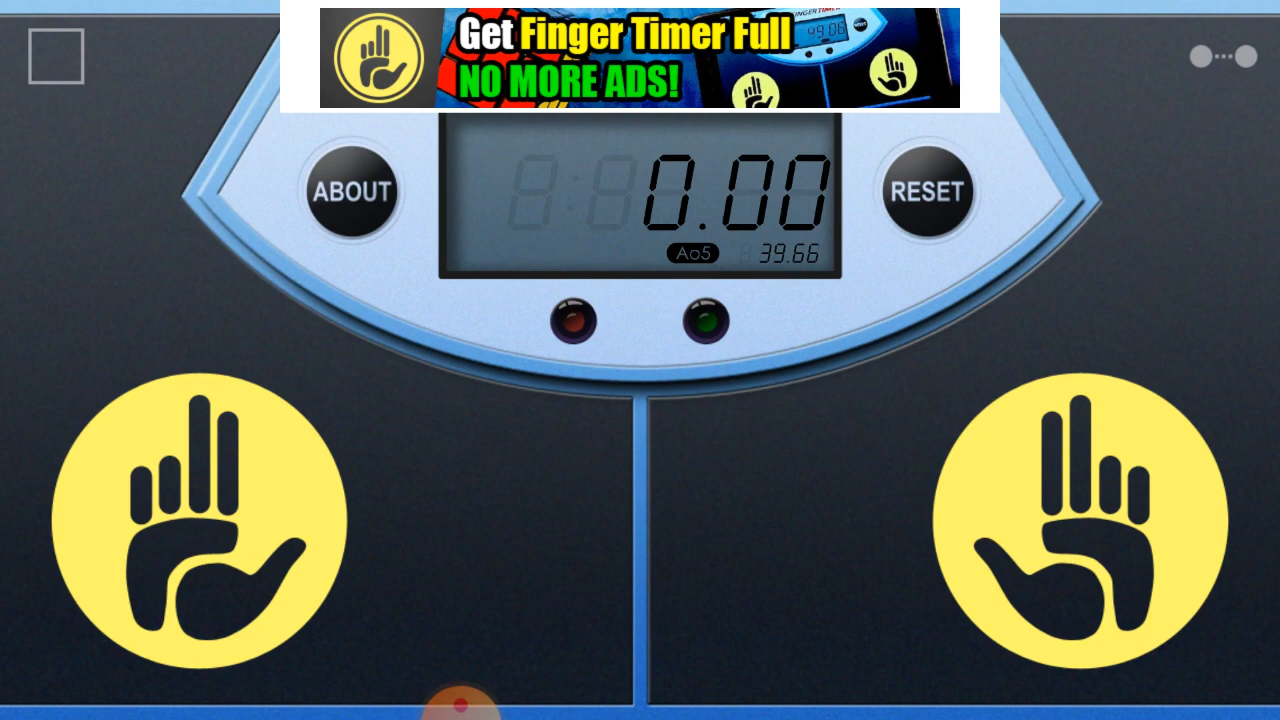 Get Finger Timer Full
NO MORE ADS!
ABOUT
0.00
RESET
Ao5 39.66